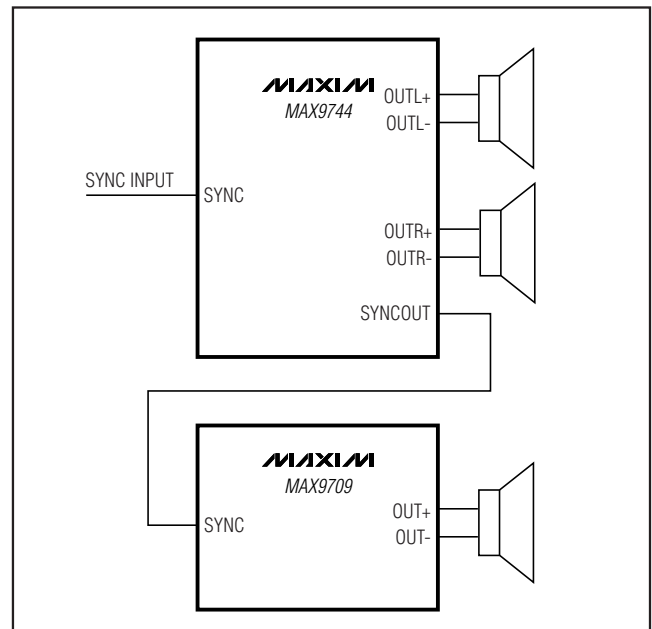 MAXIM
MAX9744
OUTL+
OUTL-
SYNC INPUT
SYNC
OUTR+
OUTR-
SYNCOUT
MAXIM
MAX9709
SYNC
OUT+
OUT-